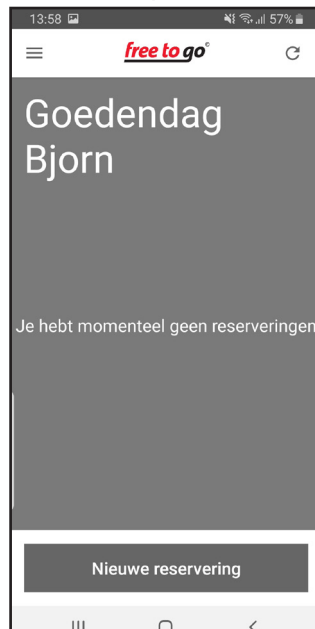 13:58 57%
free to go©
Goedendag
Bjorn
Je hebt momenteel geen reserveringen
Nieuwe reservering